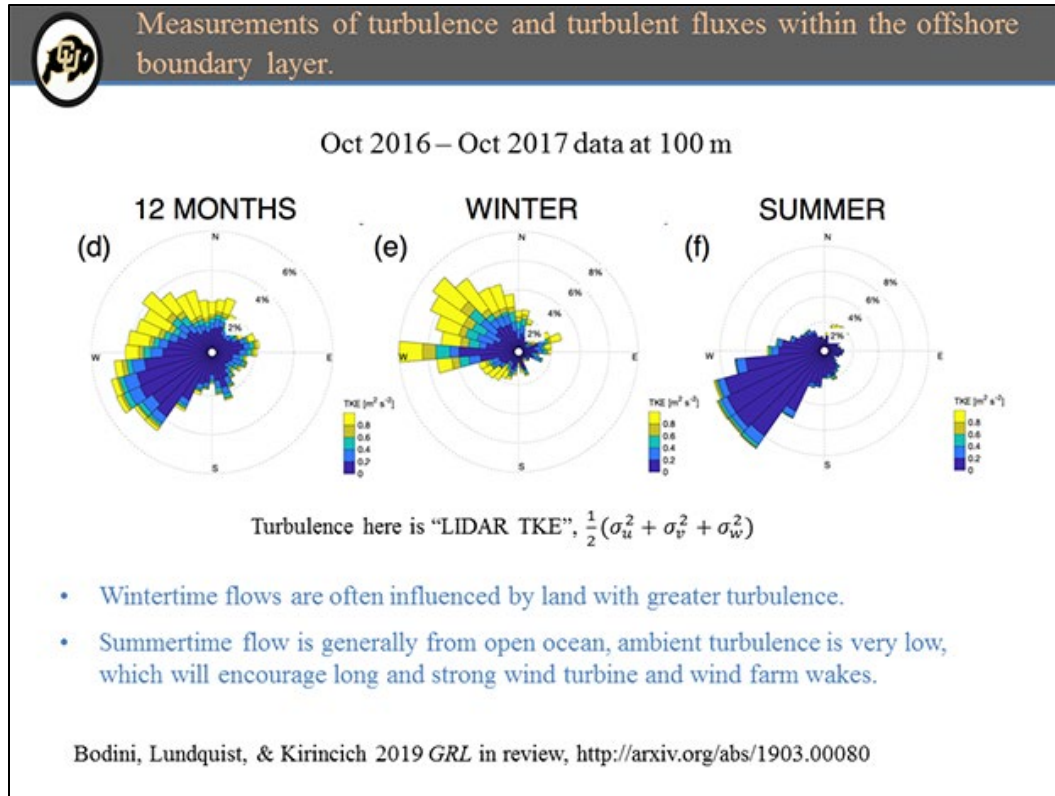 Measurements of turbulence and turbulent fluxes within the offshore
boundary layer.
CU
Oct 2016 – Oct 2017 data at 100 m
12 MONTHS
(d)
N
6%
4%
2%
W
E
S
TKE [m² s⁻²]
0.8
0.6
0.4
0.2
0
WINTER
(e)
N
8%
6%
4%
2%
W
E
S
TKE [m² s⁻²]
0.8
0.6
0.4
0.2
0
SUMMER
(f)
N
8%
6%
4%
2%
W
E
S
TKE [m² s⁻²]
0.8
0.6
0.4
0.2
0
Turbulence here is “LIDAR TKE”, ½(σ_u² + σ_v² + σ_w²)
• Wintertime flows are often influenced by land with greater turbulence.
• Summertime flow is generally from open ocean, ambient turbulence is very low,
which will encourage long and strong wind turbine and wind farm wakes.
Bodini, Lundquist, & Kirincich 2019 GRL in review, http://arxiv.org/abs/1903.00080